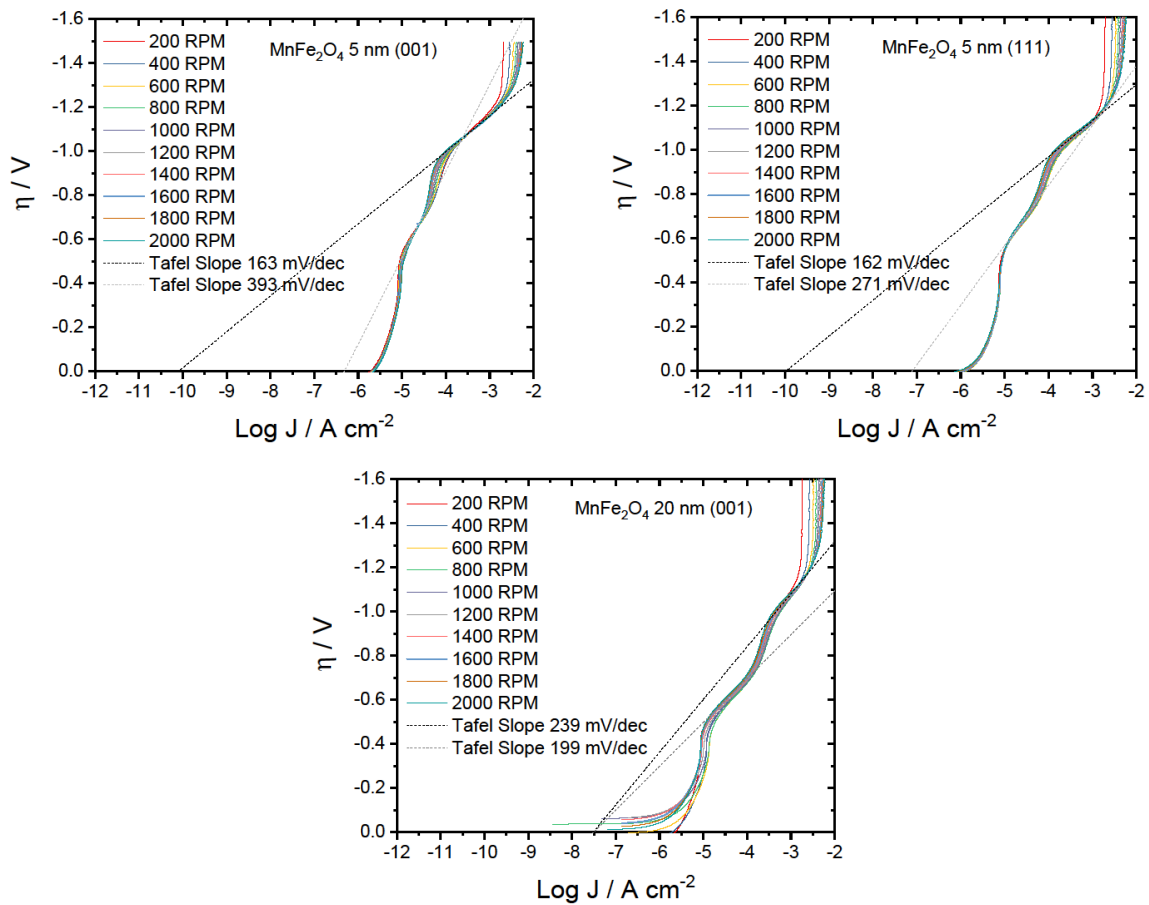 MnFe₂O₄ 5 nm (001)
η / V
-1.6
-1.4
-1.2
-1.0
-0.8
-0.6
-0.4
-0.2
0.0
200 RPM
400 RPM
600 RPM
800 RPM
1000 RPM
1200 RPM
1400 RPM
1600 RPM
1800 RPM
2000 RPM
Tafel Slope 163 mV/dec
Tafel Slope 393 mV/dec
-12 -11 -10 -9 -8 -7 -6 -5 -4 -3 -2
Log J / A cm⁻²
MnFe₂O₄ 5 nm (111)
η / V
-1.6
-1.4
-1.2
-1.0
-0.8
-0.6
-0.4
-0.2
0.0
200 RPM
400 RPM
600 RPM
800 RPM
1000 RPM
1200 RPM
1400 RPM
1600 RPM
1800 RPM
2000 RPM
Tafel Slope 162 mV/dec
Tafel Slope 271 mV/dec
-12 -11 -10 -9 -8 -7 -6 -5 -4 -3 -2
Log J / A cm⁻²
MnFe₂O₄ 20 nm (001)
η / V
-1.6
-1.4
-1.2
-1.0
-0.8
-0.6
-0.4
-0.2
0.0
200 RPM
400 RPM
600 RPM
800 RPM
1000 RPM
1200 RPM
1400 RPM
1600 RPM
1800 RPM
2000 RPM
Tafel Slope 239 mV/dec
Tafel Slope 199 mV/dec
-12 -11 -10 -9 -8 -7 -6 -5 -4 -3 -2
Log J / A cm⁻²